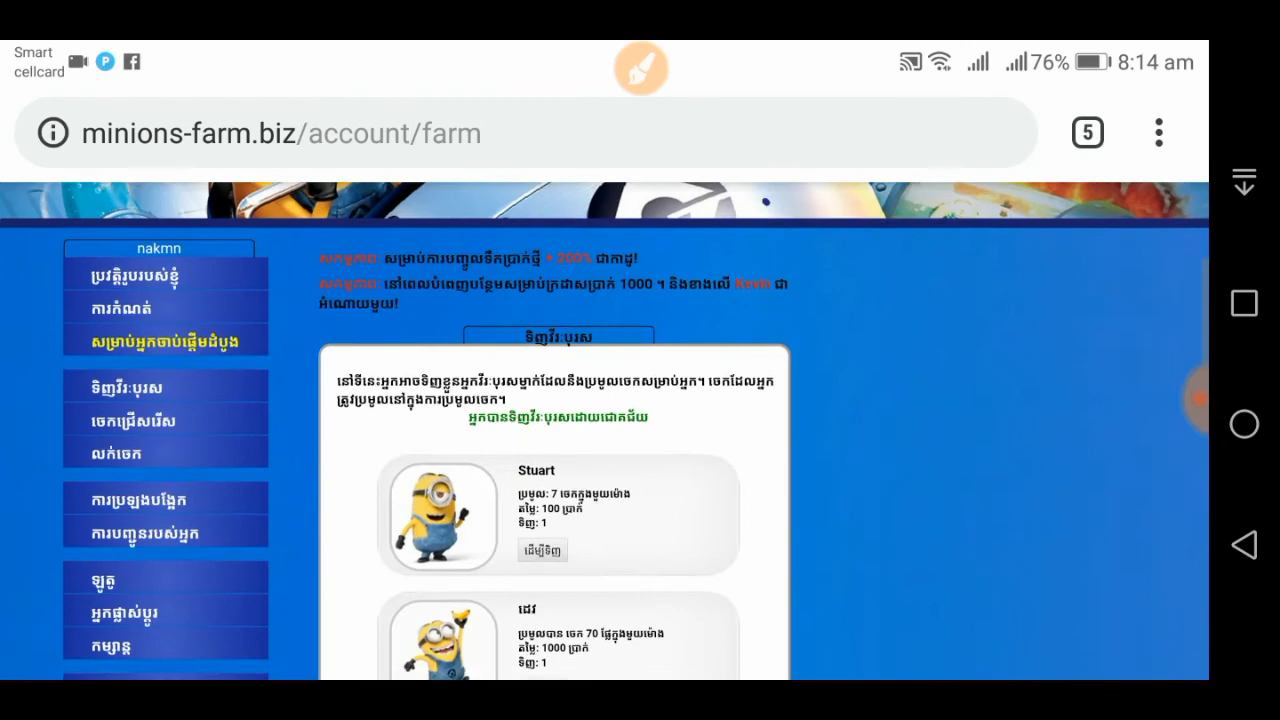 Smart
cellcard
76%
8:14 am
minions-farm.biz/account/farm
5
nakmn
ប្រវត្តិរូបរបស់ខ្ញុំ
ការកំណត់
សម្រាប់អ្នកចាប់ផ្តើមដំបូង
ទិញវីរៈបុរស
ចេកជ្រើសរើស
លក់ចេក
ការប្រឡងបង្អែក
ការបញ្ជូនរបស់អ្នក
ឡូតូ
អ្នកផ្លាស់ប្តូរ
កម្សាន្ត
សកម្មភាព: សម្រាប់ការបញ្ចូលទឹកប្រាក់ថ្មី + 200% ជាកាដូ!
សកម្មភាព: នៅពេលបំពេញបន្ថែមសម្រាប់ក្រដាសប្រាក់ 1000 ។ និងខាងលើ Kevin ជា
អំណោយមួយ!
ទិញវីរៈបុរស
នៅទីនេះអ្នកអាចទិញខ្លួនអ្នកវីរៈបុរសម្នាក់ដែលនឹងប្រមូលចេកសម្រាប់អ្នក។ ចេកដែលអ្នក
ត្រូវប្រមូលនៅក្នុងការប្រមូលចេក។
អ្នកបានទិញវីរៈបុរសដោយជោគជ័យ
Stuart
ប្រមូល: 7 ចេកក្នុងមួយម៉ោង
តម្លៃ: 100 ប្រាក់
ទិញ: 1
ដើម្បីទិញ
ដេវ
ប្រមូលបាន ចេក 70 ផ្លែក្នុងមួយម៉ោង
តម្លៃ: 1000 ប្រាក់
ទិញ: 1